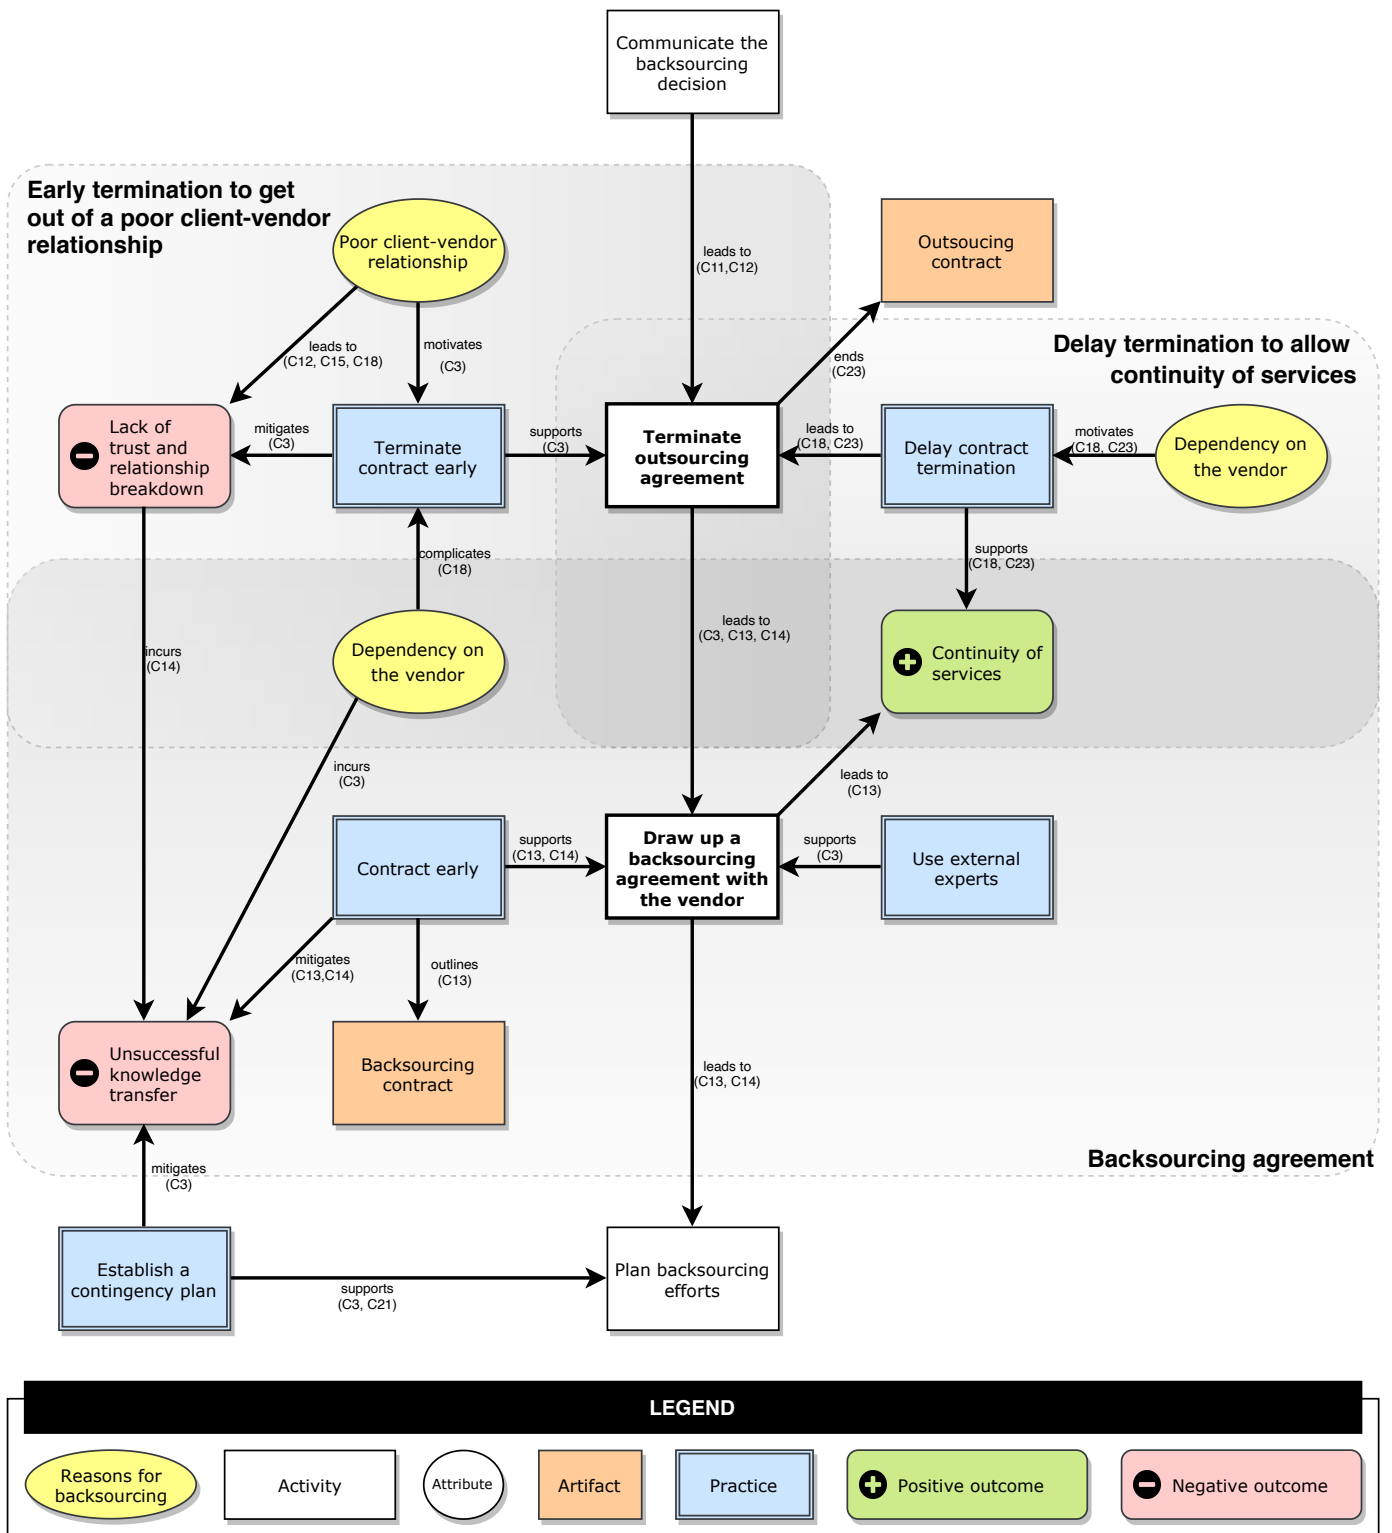 Communicate the
backsourcing
decision
Early termination to get
out of a poor client-vendor
relationship
Poor client-vendor
relationship
leads to
(C11,C12)
Outsoucing
contract
leads to
(C12, C15, C18)
motivates
(C3)
ends
(C23)
Delay termination to allow
continuity of services
Lack of
trust and
relationship
breakdown
mitigates
(C3)
Terminate
contract early
supports
(C3)
Terminate
outsourcing
agreement
leads to
(C18, C23)
Delay contract
termination
motivates
(C18, C23)
Dependency on
the vendor
complicates
(C18)
supports
(C18, C23)
incurs
(C14)
Dependency on
the vendor
leads to
(C3, C13, C14)
Continuity of
services
incurs
(C3)
leads to
(C13)
Contract early
supports
(C13, C14)
Draw up a
backsourcing
agreement with
the vendor
supports
(C3)
Use external
experts
mitigates
(C13,C14)
outlines
(C13)
Unsuccessful
knowledge
transfer
Backsourcing
contract
leads to
(C13, C14)
Backsourcing agreement
mitigates
(C3)
Establish a
contingency plan
supports
(C3, C21)
Plan backsourcing
efforts
LEGEND
Reasons for
backsourcing
Activity
Attribute
Artifact
Practice
Positive outcome
Negative outcome